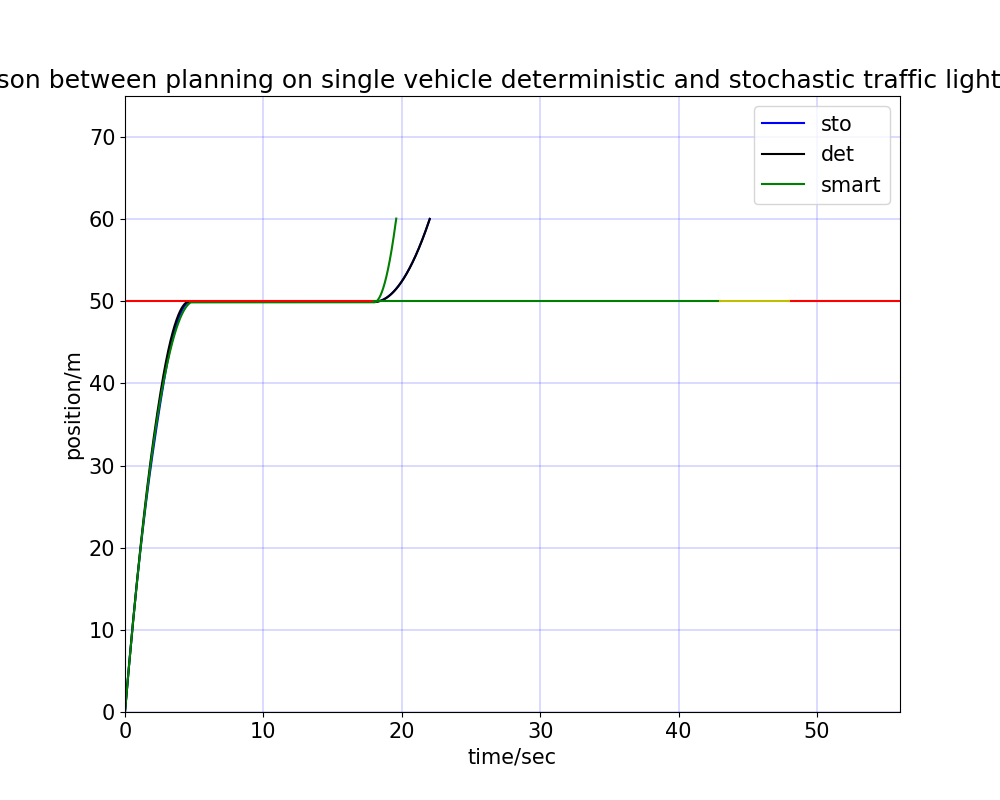 son between planning on single vehicle deterministic and stochastic traffic light
sto
det
smart
70
60
50
40
30
20
10
0
position/m
0 10 20 30 40 50
time/sec